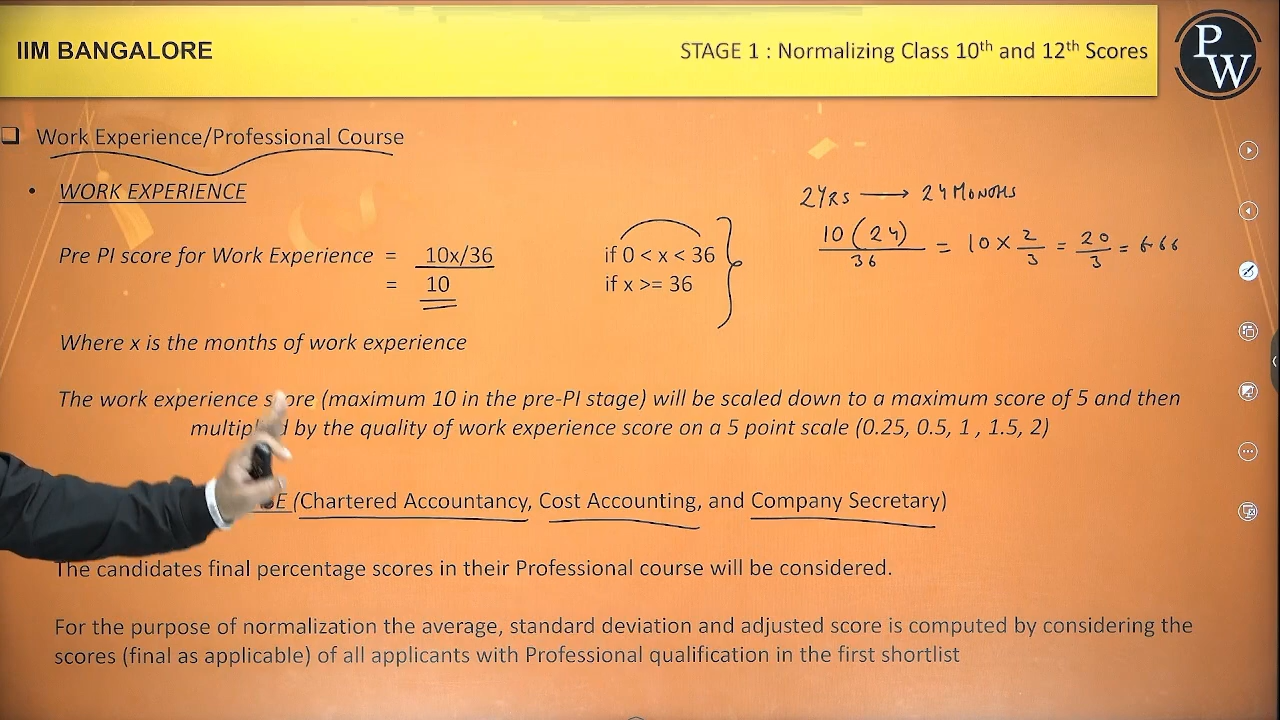 IIM BANGALORE
STAGE 1 : Normalizing Class 10th and 12th Scores
PW
Work Experience/Professional Course
• WORK EXPERIENCE
2YRS → 24 MONTHS
10(24)/36 = 10 × 2/3 = 20/3 = 6.66
Pre PI score for Work Experience = 10x/36 if 0 < x < 36
= 10 if x >= 36
Where x is the months of work experience
The work experience score (maximum 10 in the pre-PI stage) will be scaled down to a maximum score of 5 and then
by the quality of work experience score on a 5 point scale (0.25, 0.5, 1 , 1.5, 2)
(Chartered Accountancy, Cost Accounting, and Company Secretary)
The candidates final percentage scores in their Professional course will be considered.
For the purpose of normalization the average, standard deviation and adjusted score is computed by considering the
scores (final as applicable) of all applicants with Professional qualification in the first shortlist